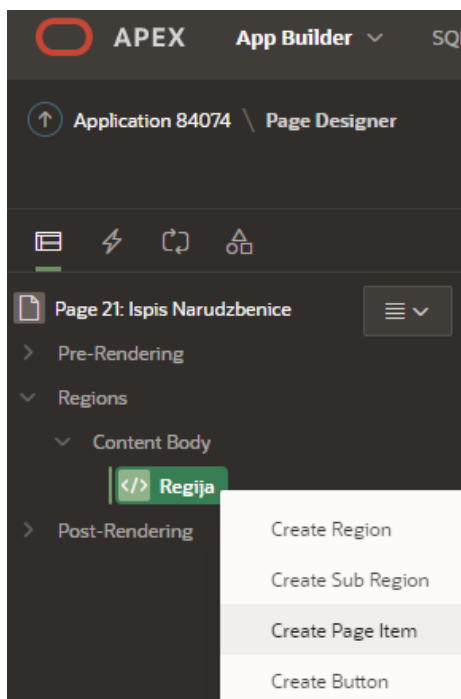 APEX App Builder SQ
Application 84074 \ Page Designer
Page 21: Ispis Narudzbenice
Pre-Rendering
Regions
Content Body
</> Regija
Post-Rendering
Create Region
Create Sub Region
Create Page Item
Create Button